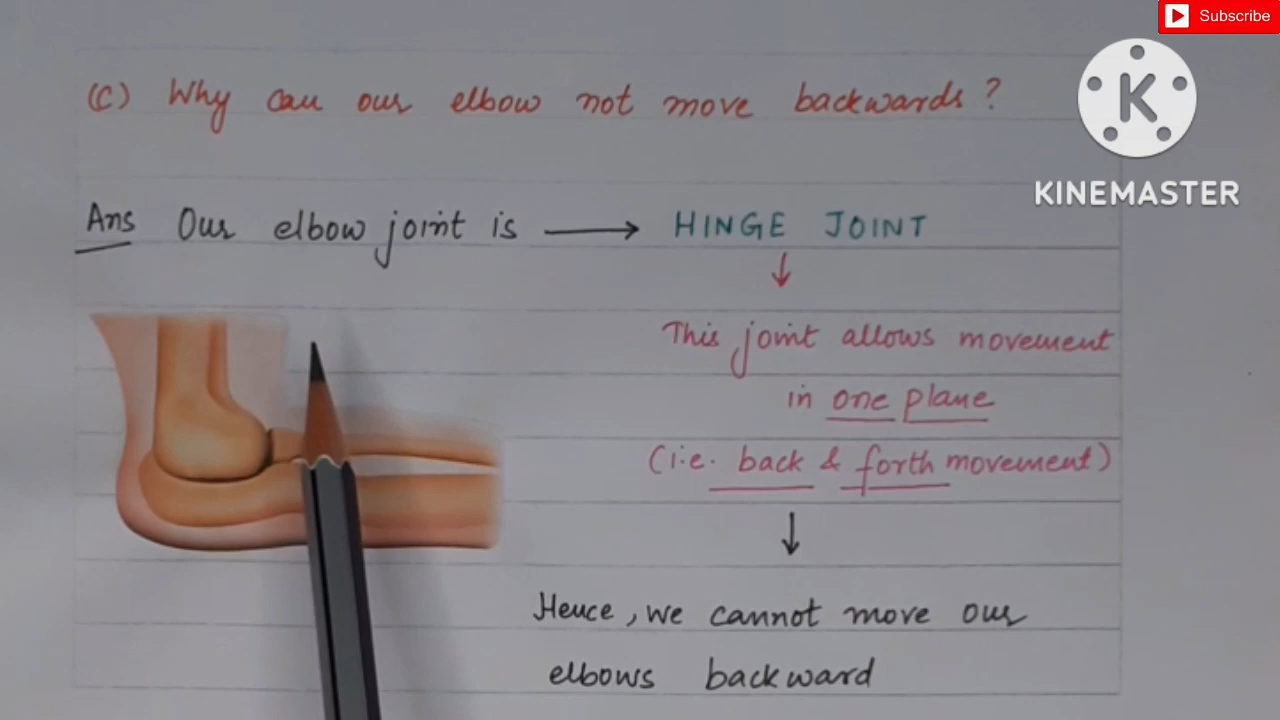 Subscribe
(C) Why can our elbow not move backwards ?
K
KINEMASTER
Ans Our elbow joint is ⟶ HINGE JOINT
↓
This joint allows movement
in one plane
(i.e. back & forth movement)
↓
Hence, we cannot move our
elbows backward